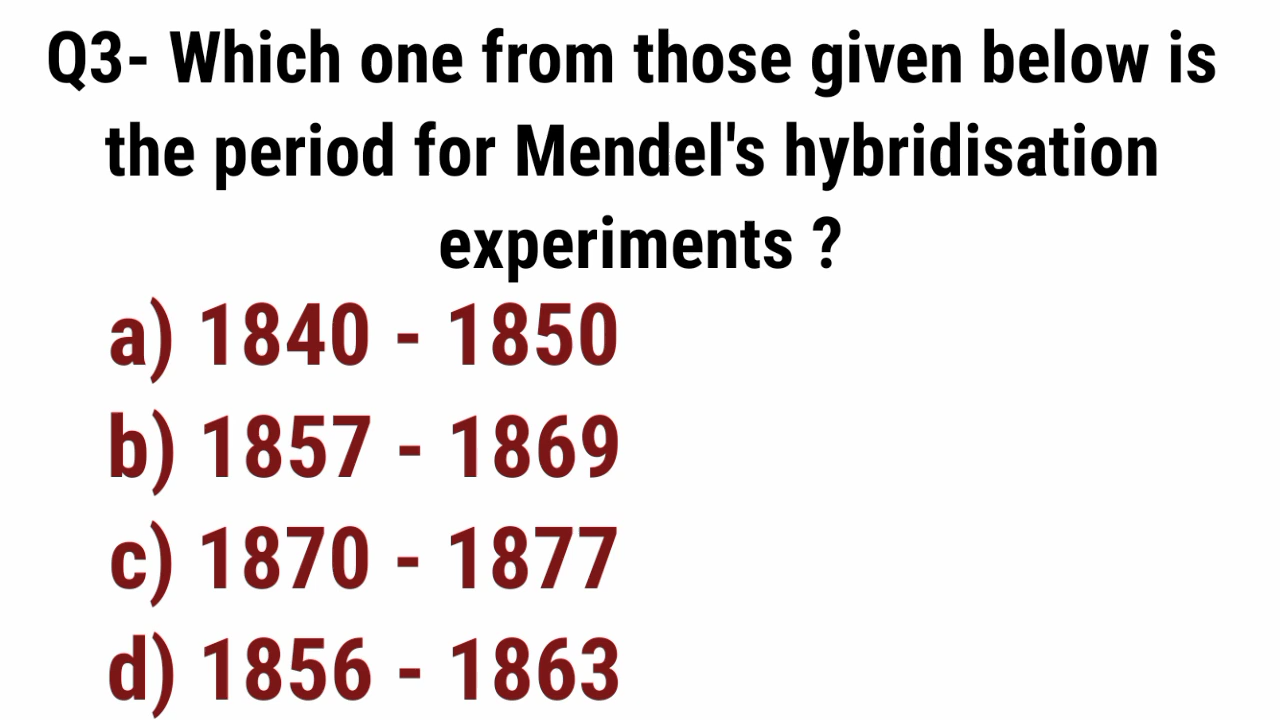 Q3- Which one from those given below is
the period for Mendel's hybridisation
experiments ?
a) 1840 - 1850
b) 1857 - 1869
c) 1870 - 1877
d) 1856 - 1863